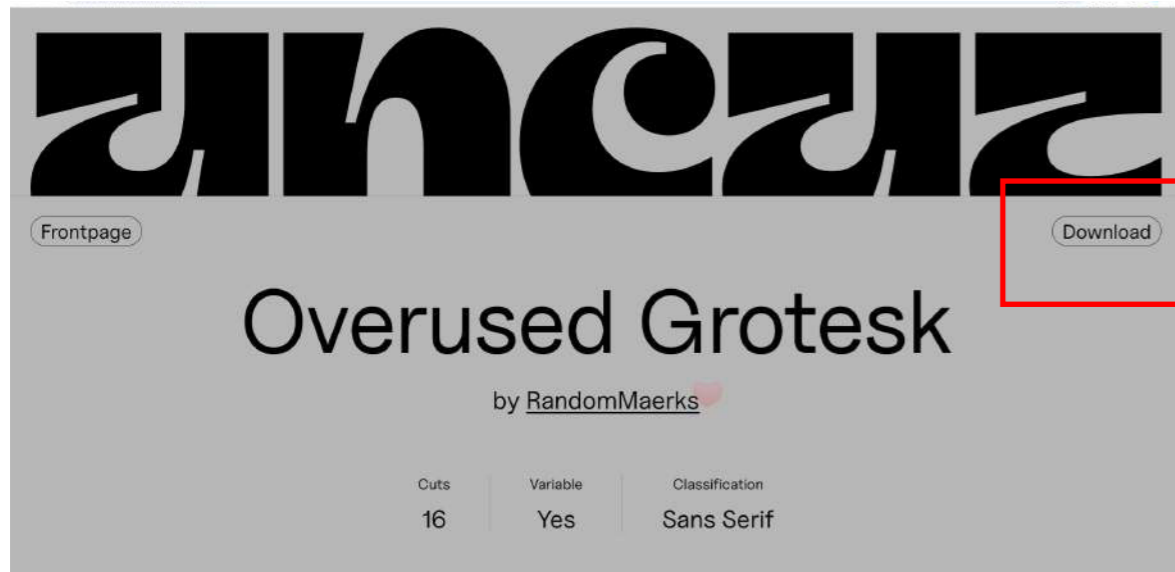 Frontpage
Download
Overused Grotesk
by RandomMaerks
Cuts Variable Classification
16 Yes Sans Serif